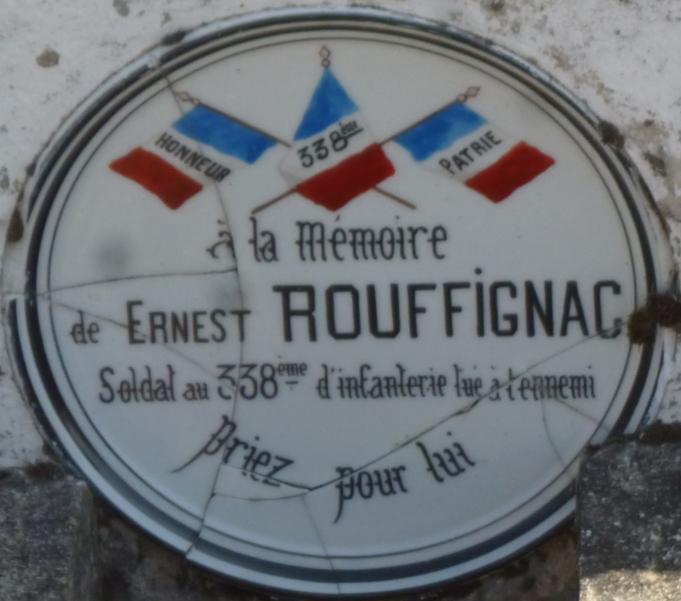 HONNEUR 338ème PATRIE
à la Mémoire
de ERNEST ROUFFIGNAC
Soldat au 338ème d'infanterie tué à l'ennemi
Priez pour lui